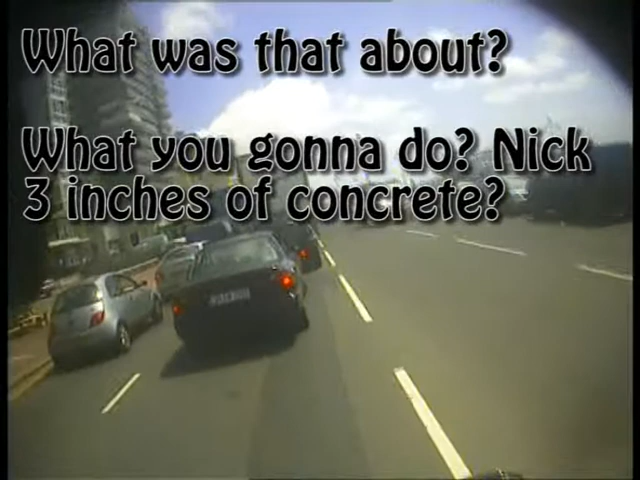 What was that about?
What you gonna do? Nick
3 inches of concrete?